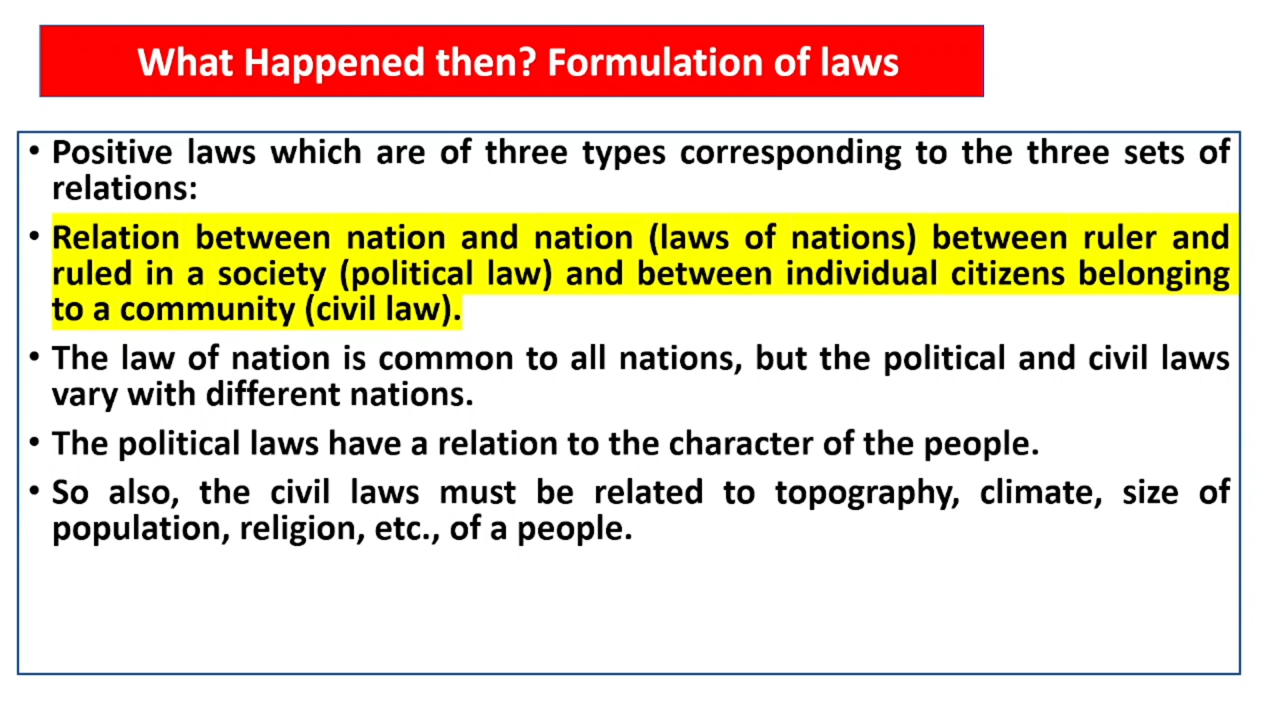 What Happened then? Formulation of laws
• Positive laws which are of three types corresponding to the three sets of
relations:
• Relation between nation and nation (laws of nations) between ruler and
ruled in a society (political law) and between individual citizens belonging
to a community (civil law).
• The law of nation is common to all nations, but the political and civil laws
vary with different nations.
• The political laws have a relation to the character of the people.
• So also, the civil laws must be related to topography, climate, size of
population, religion, etc., of a people.